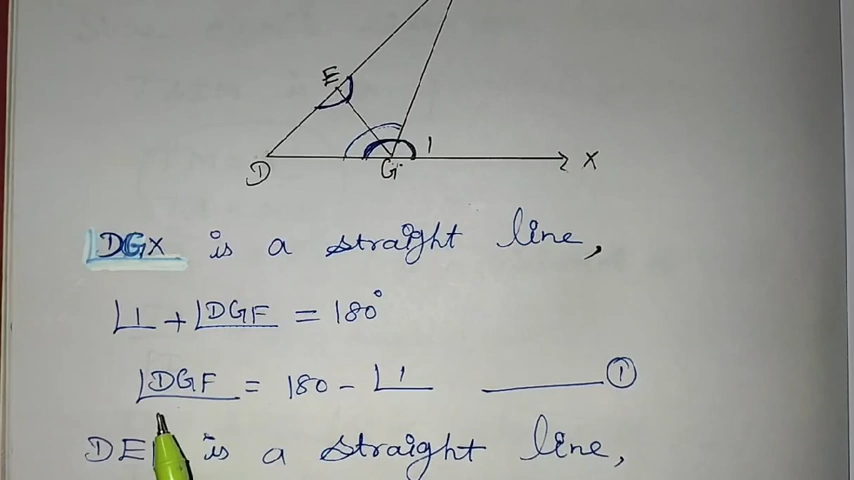 E
D
G
1
X
∠DGX is a straight line,
∠1 + ∠DGF = 180°
∠DGF = 180 - ∠1 ——— ①
DE is a straight line,